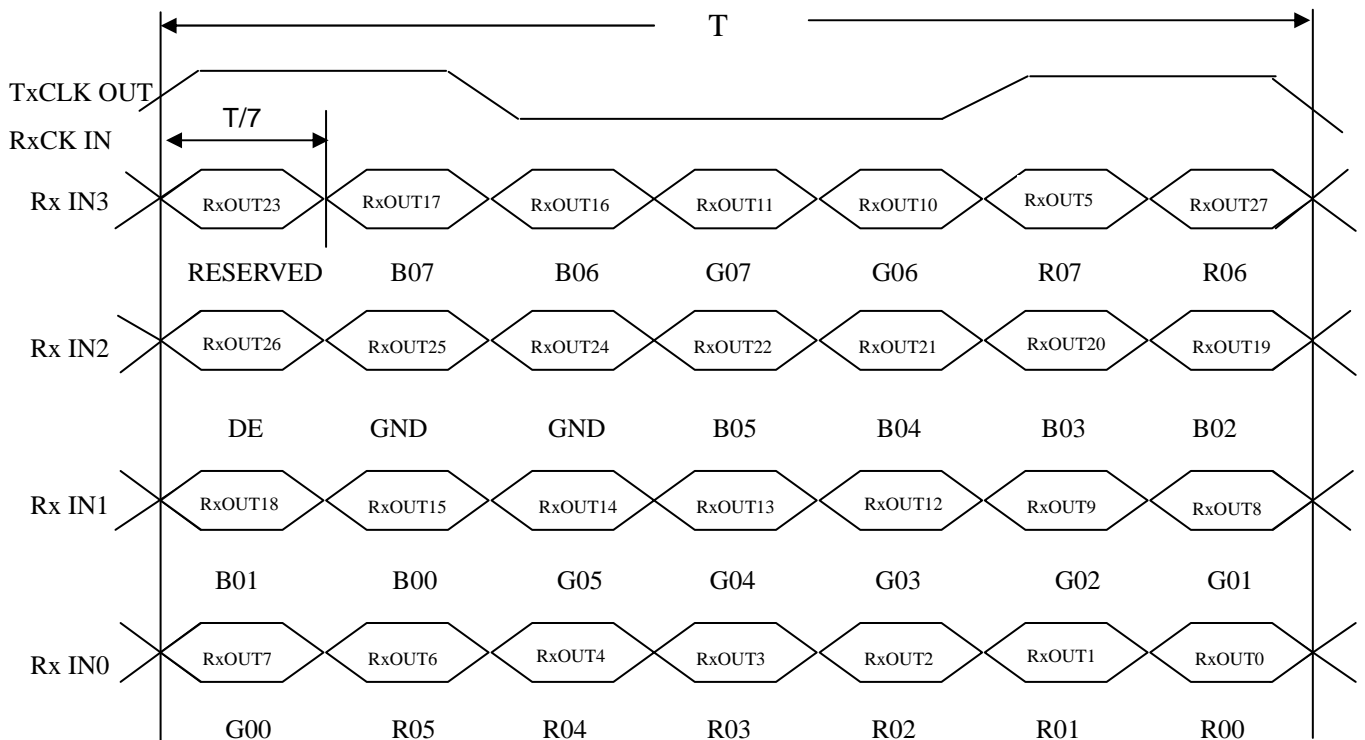 T
TxCLK OUT
T/7
RxCK IN
Rx IN3 RxOUT23 RxOUT17 RxOUT16 RxOUT11 RxOUT10 RxOUT5 RxOUT27
RESERVED B07 B06 G07 G06 R07 R06
Rx IN2 RxOUT26 RxOUT25 RxOUT24 RxOUT22 RxOUT21 RxOUT20 RxOUT19
DE GND GND B05 B04 B03 B02
Rx IN1 RxOUT18 RxOUT15 RxOUT14 RxOUT13 RxOUT12 RxOUT9 RxOUT8
B01 B00 G05 G04 G03 G02 G01
Rx IN0 RxOUT7 RxOUT6 RxOUT4 RxOUT3 RxOUT2 RxOUT1 RxOUT0
G00 R05 R04 R03 R02 R01 R00